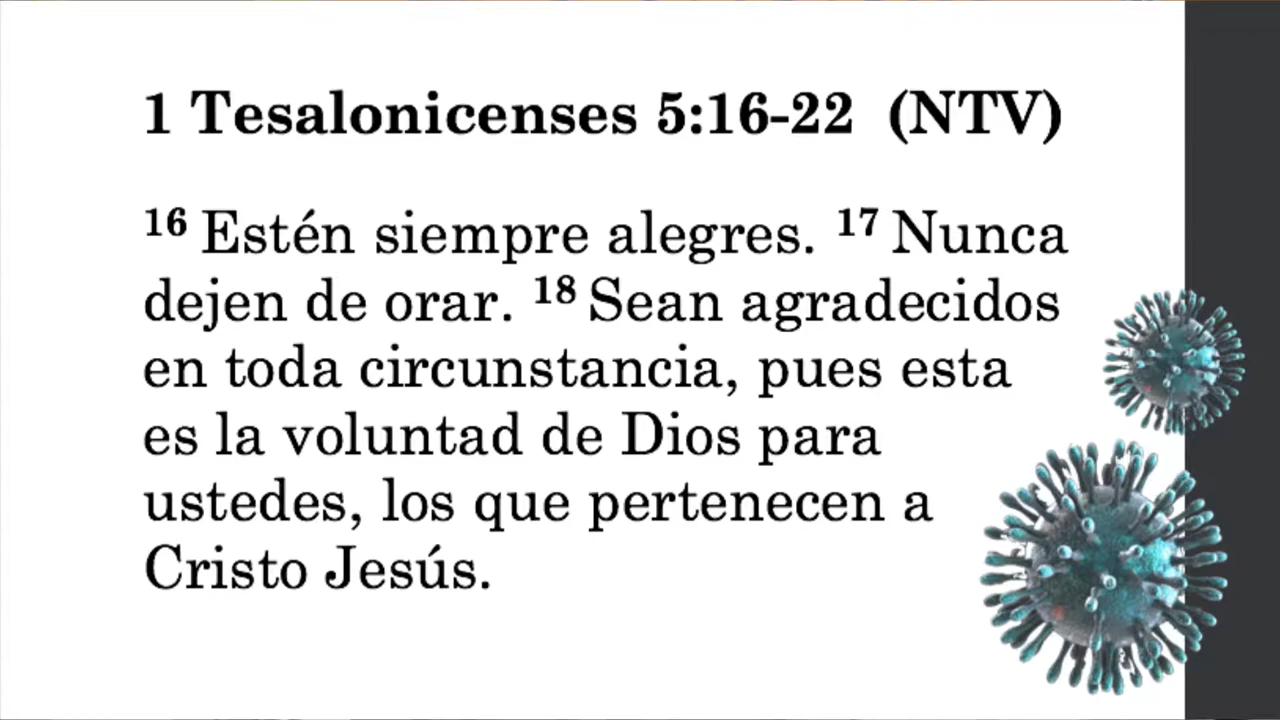 1 Tesalonicenses 5:16-22 (NTV)
16 Estén siempre alegres. 17 Nunca
dejen de orar. 18 Sean agradecidos
en toda circunstancia, pues esta
es la voluntad de Dios para
ustedes, los que pertenecen a
Cristo Jesús.